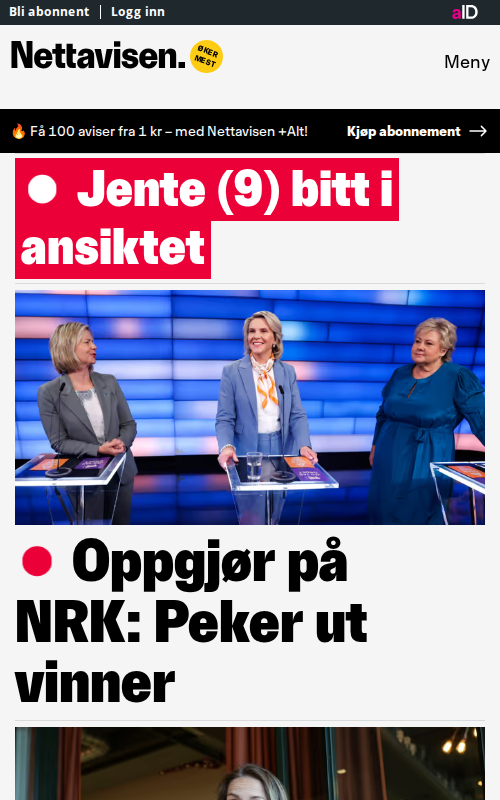 Bli abonnent | Logg inn
aID
Nettavisen.
ØKER
MEST
Meny
🔥 Få 100 aviser fra 1 kr – med Nettavisen +Alt!
Kjøp abonnement →
Jente (9) bitt i
ansiktet
Oppgjør på
NRK: Peker ut
vinner